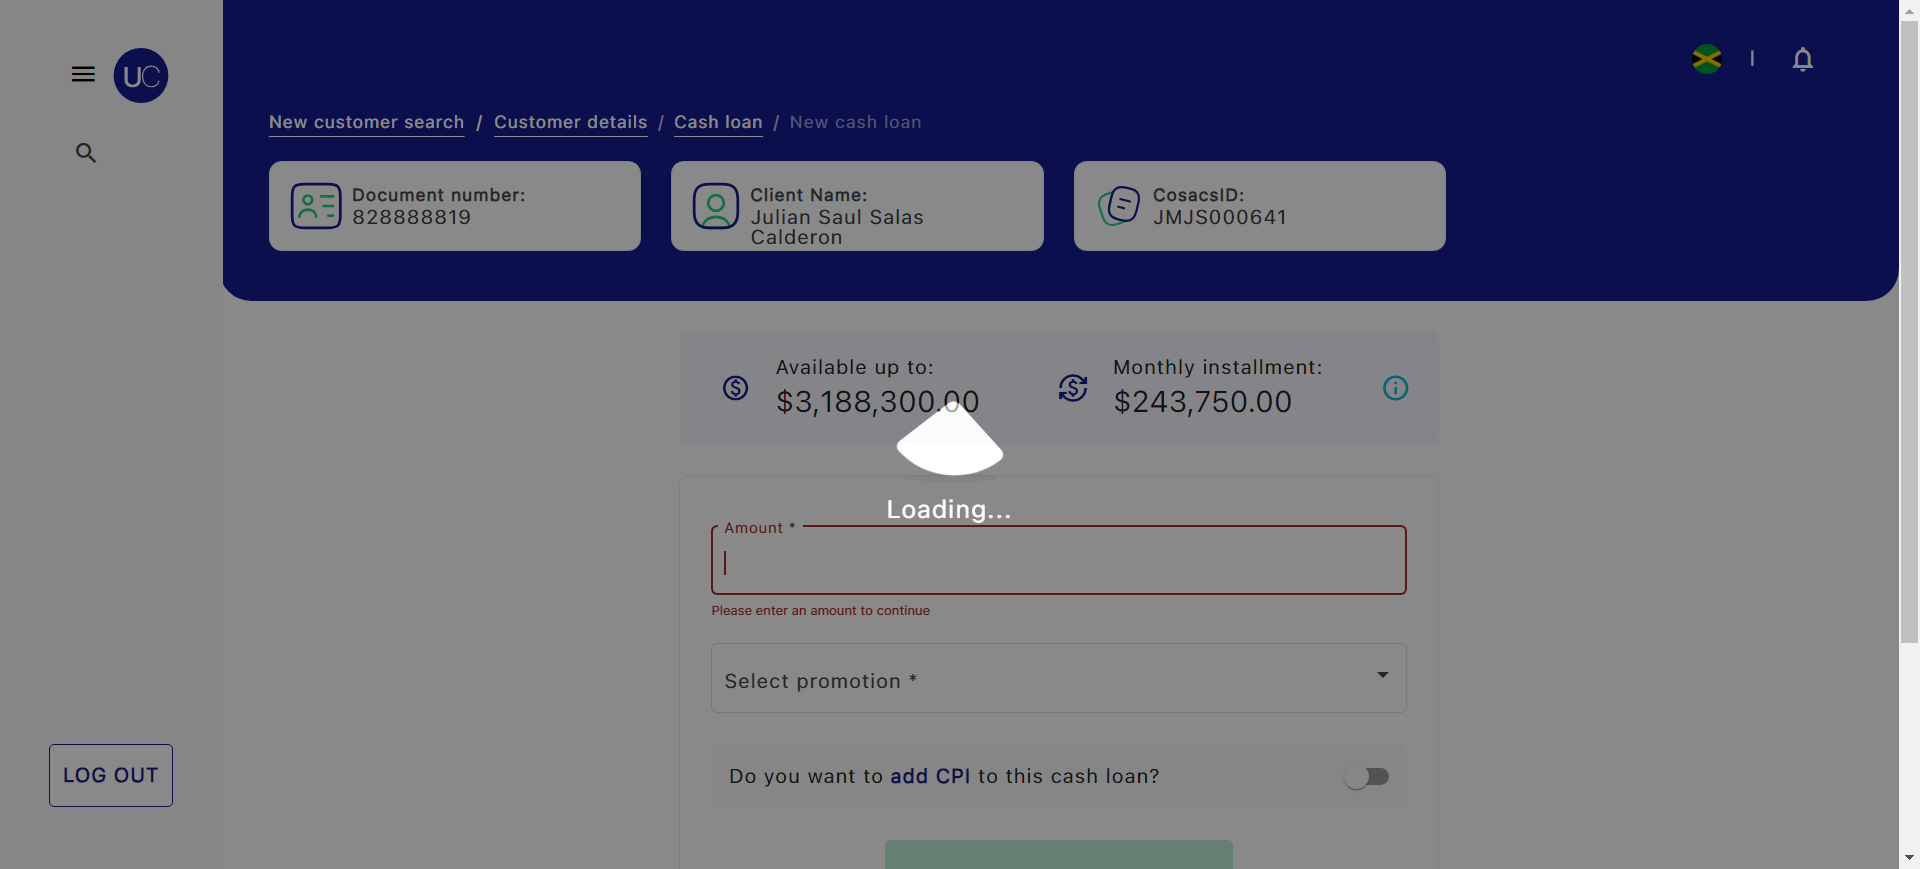 UC
New customer search / Customer details / Cash loan / New cash loan
Document number:
828888819
Client Name:
Julian Saul Salas
Calderon
CosacsID:
JMJS000641
Available up to:
$3,188,300.00
Monthly installment:
$243,750.00
Loading...
Amount *
Please enter an amount to continue
Select promotion *
Do you want to add CPI to this cash loan?
LOG OUT